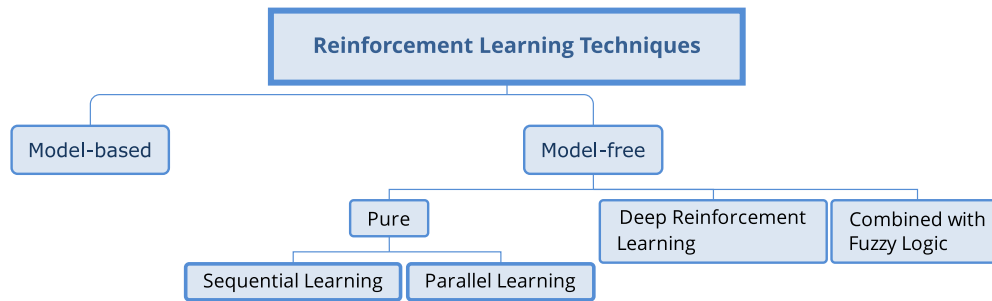 Reinforcement Learning Techniques
Model-based
Model-free
Pure
Deep Reinforcement
Learning
Combined with
Fuzzy Logic
Sequential Learning
Parallel Learning